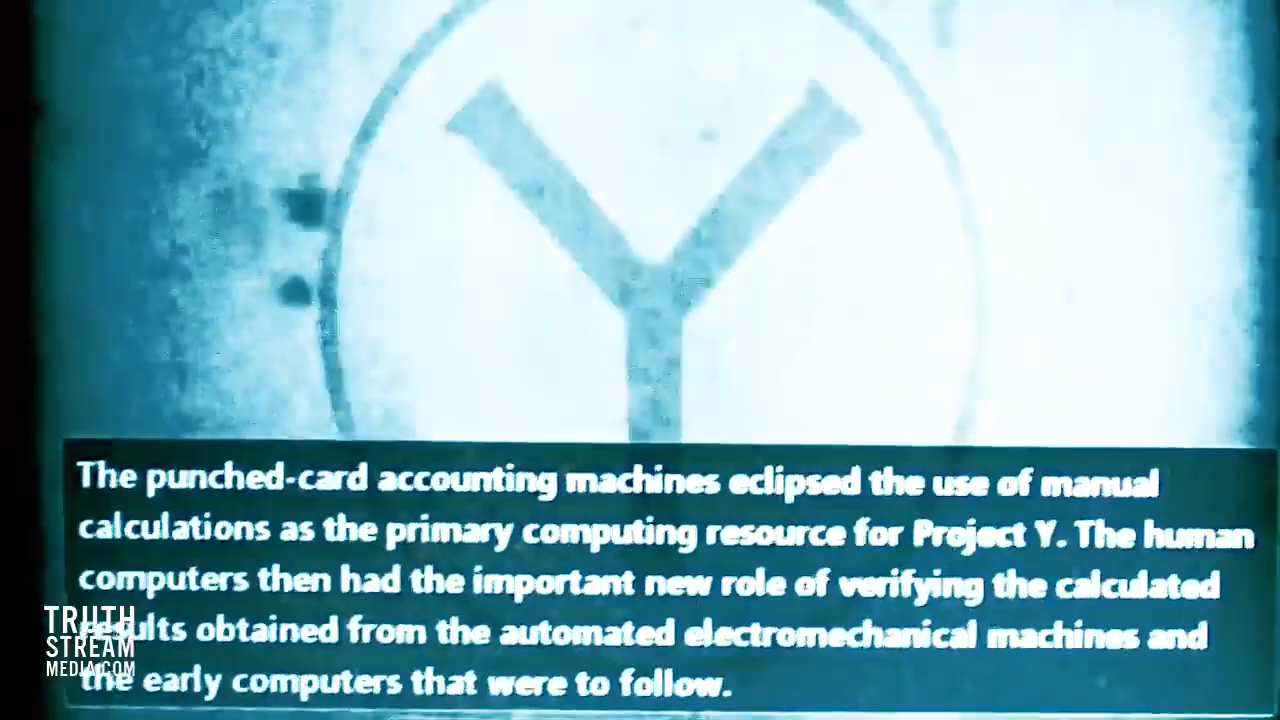 Y
The punched-card accounting machines eclipsed the use of manual
calculations as the primary computing resource for Project Y. The human
computers then had the important new role of verifying the calculated
results obtained from the automated electromechanical machines and
the early computers that were to follow.
TRUTH
STREAM
MEDIA.COM